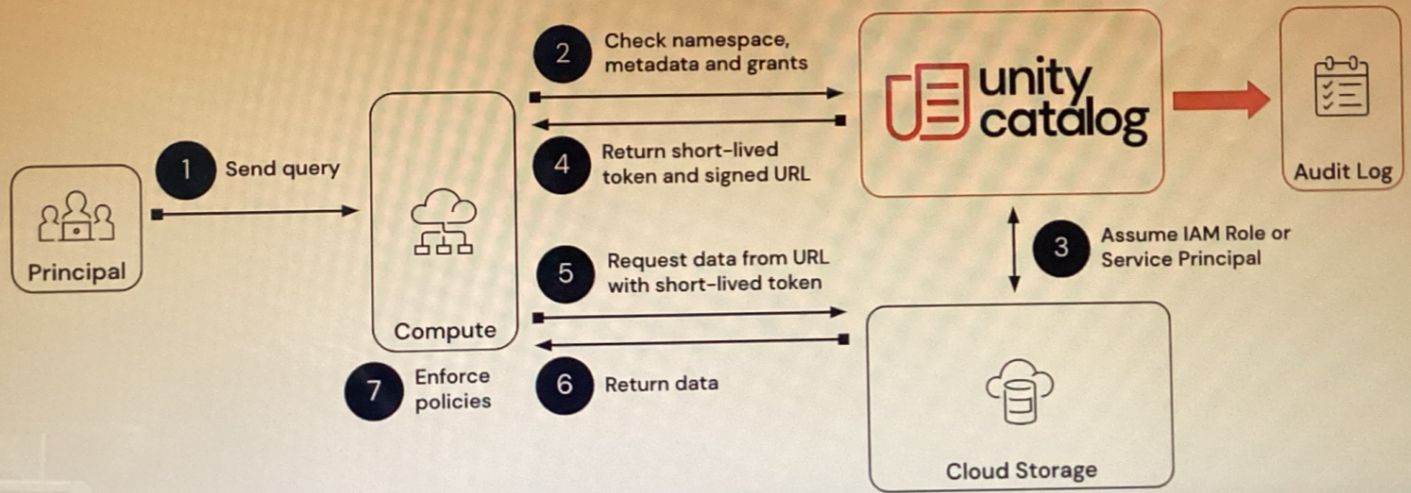 1
Send query
Principal
Compute
2
Check namespace,
metadata and grants
4
Return short-lived
token and signed URL
5
Request data from URL
with short-lived token
6
Return data
7
Enforce
policies
unity
catalog
Audit Log
3
Assume IAM Role or
Service Principal
Cloud Storage